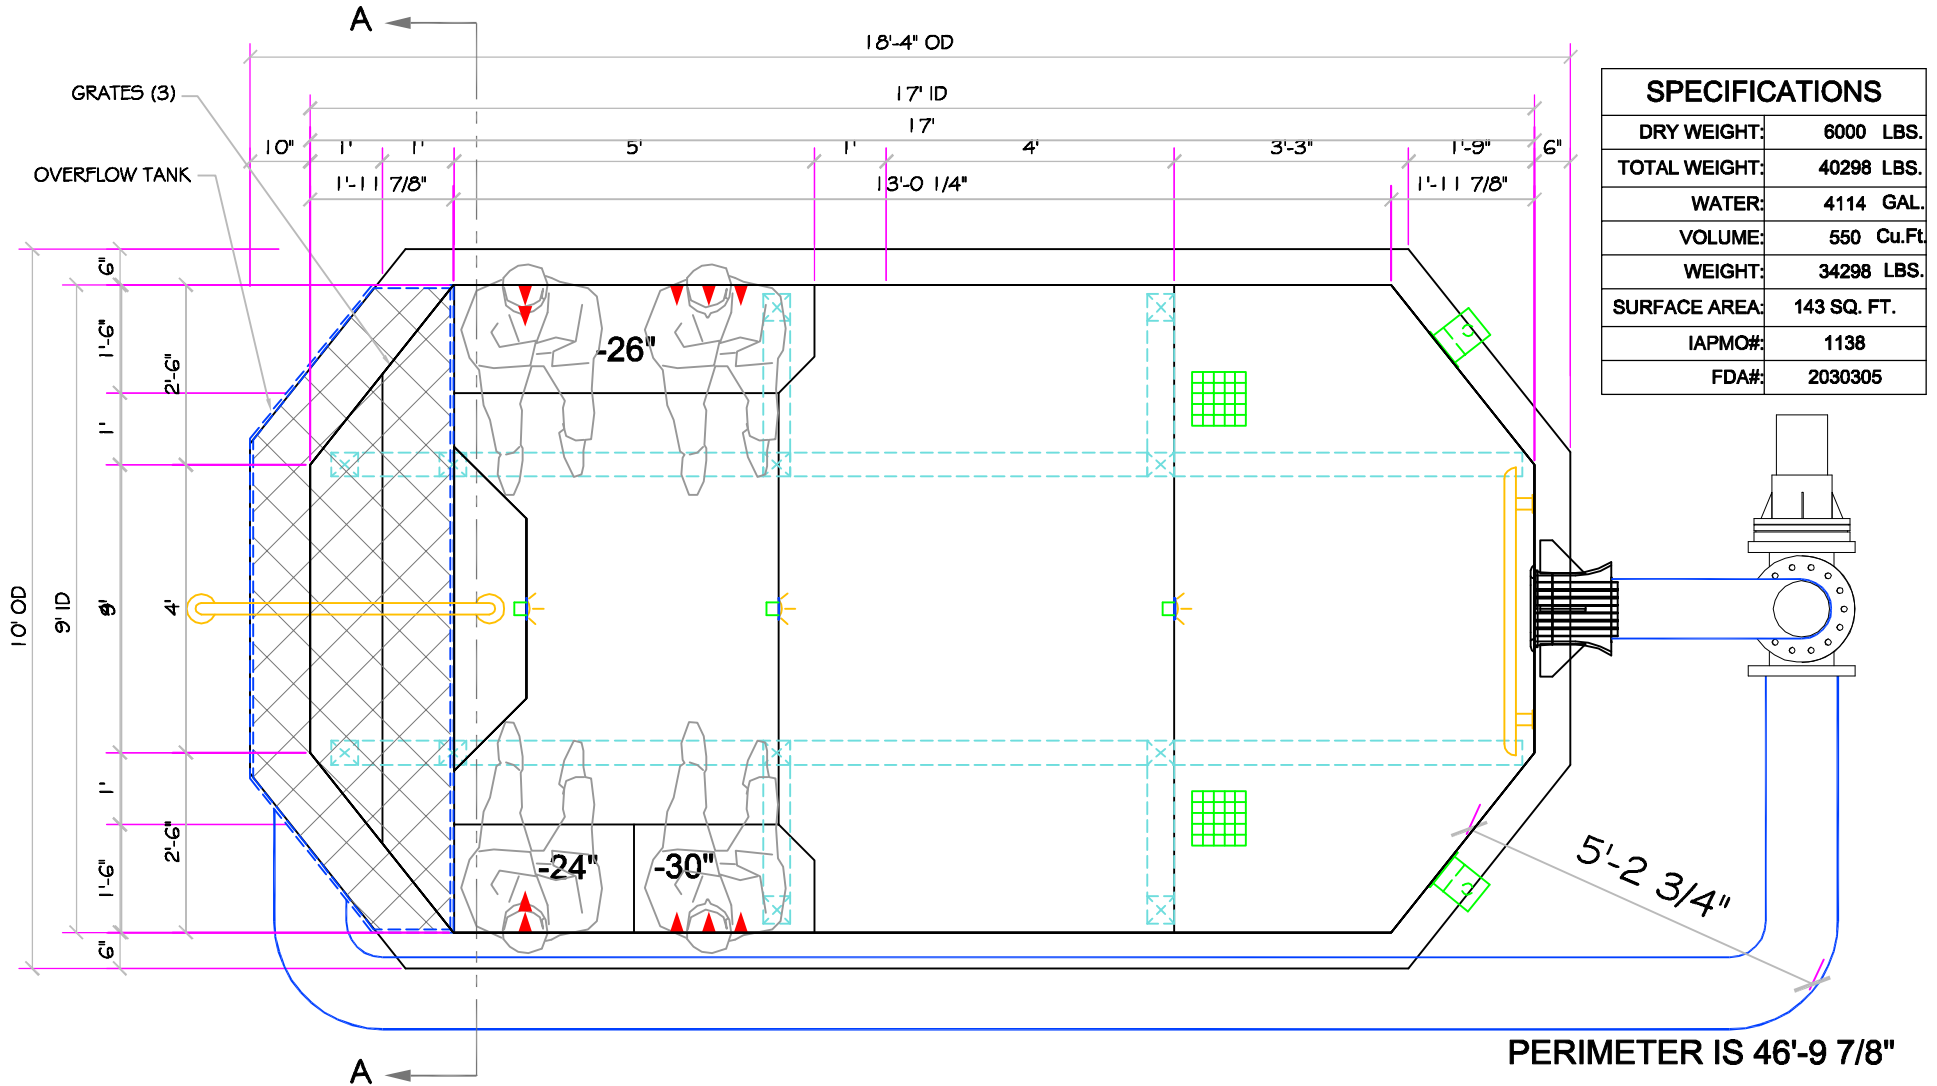 A
18'-4" OD
GRATES (3)
17' ID
17'
10"
1'
1'
5'
1'
4'
3'-3"
1'-9"
6"
OVERFLOW TANK
1'-11 7/8"
13'-0 1/4"
1'-11 7/8"
SPECIFICATIONS
DRY WEIGHT: 6000 LBS.
TOTAL WEIGHT: 40298 LBS.
WATER: 4114 GAL.
VOLUME: 550 Cu.Ft.
WEIGHT: 34298 LBS.
SURFACE AREA: 143 SQ. FT.
IAPMO#: 1138
FDA#: 2030305
6"
1'-6"
2'-6"
1'
10' OD
9' ID
4'
1'
2'-6"
1'-6"
6"
-26"
-24"
-30"
5'-2 3/4"
PERIMETER IS 46'-9 7/8"
A